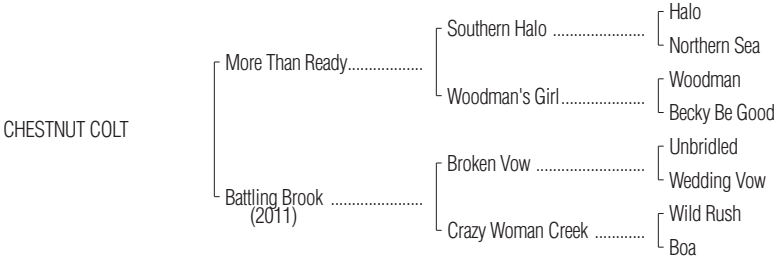 Halo
Southern Halo ......................
Northern Sea
More Than Ready..................
Woodman
Woodman's Girl....................
Becky Be Good
CHESTNUT COLT
Unbridled
Broken Vow ..........................
Wedding Vow
Battling Brook ......................
(2011)
Wild Rush
Crazy Woman Creek ............
Boa